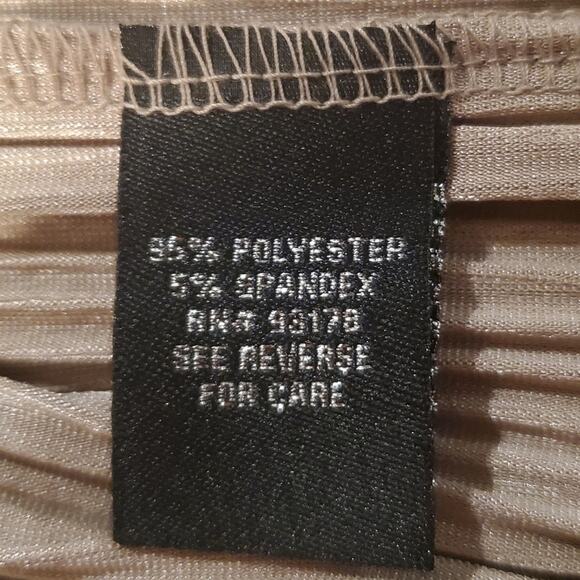 95% POLYESTER
5% SPANDEX
RN# 93178
SEE REVERSE
FOR CARE